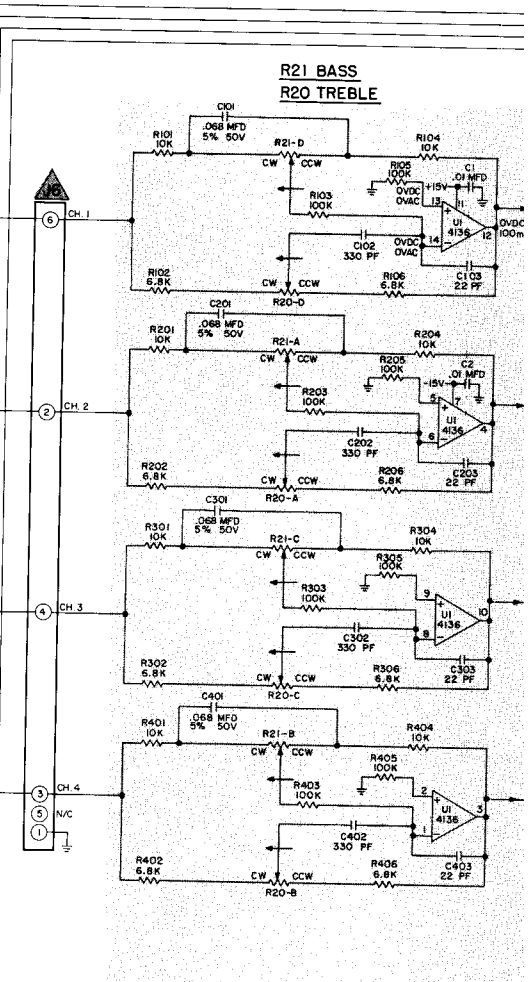 R21 BASS
R20 TREBLE
J6
C101
.068 MFD
5% 50V
R101
10K
R21-D
CW CCW
R104
10K
R105
100K
0VDC
0VAC
+15V
C1
.01 MFD
13
11
U1
4136
14
12
0VDC
100m
R103
100K
C102
330 PF
0VDC
0VAC
C103
22 PF
6
CH. 1
R102
6.8K
CW CCW
R20-D
R106
6.8K
C201
.068 MFD
5% 50V
R201
10K
R21-A
CW CCW
R204
10K
R205
100K
-15V
C2
.01 MFD
5
7
U1
4136
6
4
R203
100K
C202
330 PF
C203
22 PF
2
CH. 2
R202
6.8K
CW CCW
R20-A
R206
6.8K
C301
.068 MFD
5% 50V
R301
10K
R21-C
CW CCW
R304
10K
R305
100K
9
U1
4136
8
10
R303
100K
C302
330 PF
C303
22 PF
4
CH. 3
R302
6.8K
CW CCW
R20-C
R306
6.8K
C401
.068 MFD
5% 50V
R401
10K
R21-B
CW CCW
R404
10K
R405
100K
2
U1
4136
1
3
R403
100K
C402
330 PF
C403
22 PF
3
CH. 4
5
N/C
1
R402
6.8K
CW CCW
R20-B
R406
6.8K